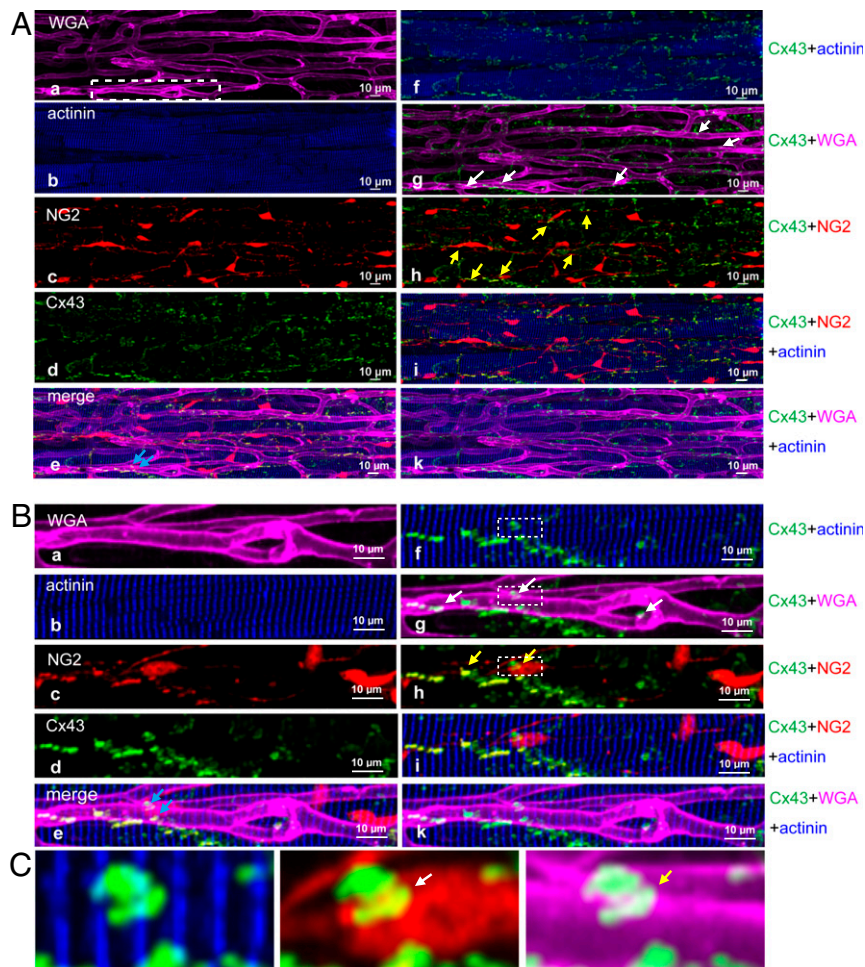 A
WGA
a
10 µm
f
10 µm
Cx43+actinin
actinin
b
10 µm
g
10 µm
Cx43+WGA
NG2
c
10 µm
h
10 µm
Cx43+NG2
Cx43
d
10 µm
i
10 µm
Cx43+NG2
+actinin
merge
e
10 µm
k
10 µm
Cx43+WGA
+actinin
B
WGA
a
10 µm
f
10 µm
Cx43+actinin
actinin
b
10 µm
g
10 µm
Cx43+WGA
NG2
c
10 µm
h
10 µm
Cx43+NG2
Cx43
d
10 µm
i
10 µm
Cx43+NG2
+actinin
merge
e
10 µm
k
10 µm
Cx43+WGA
+actinin
C